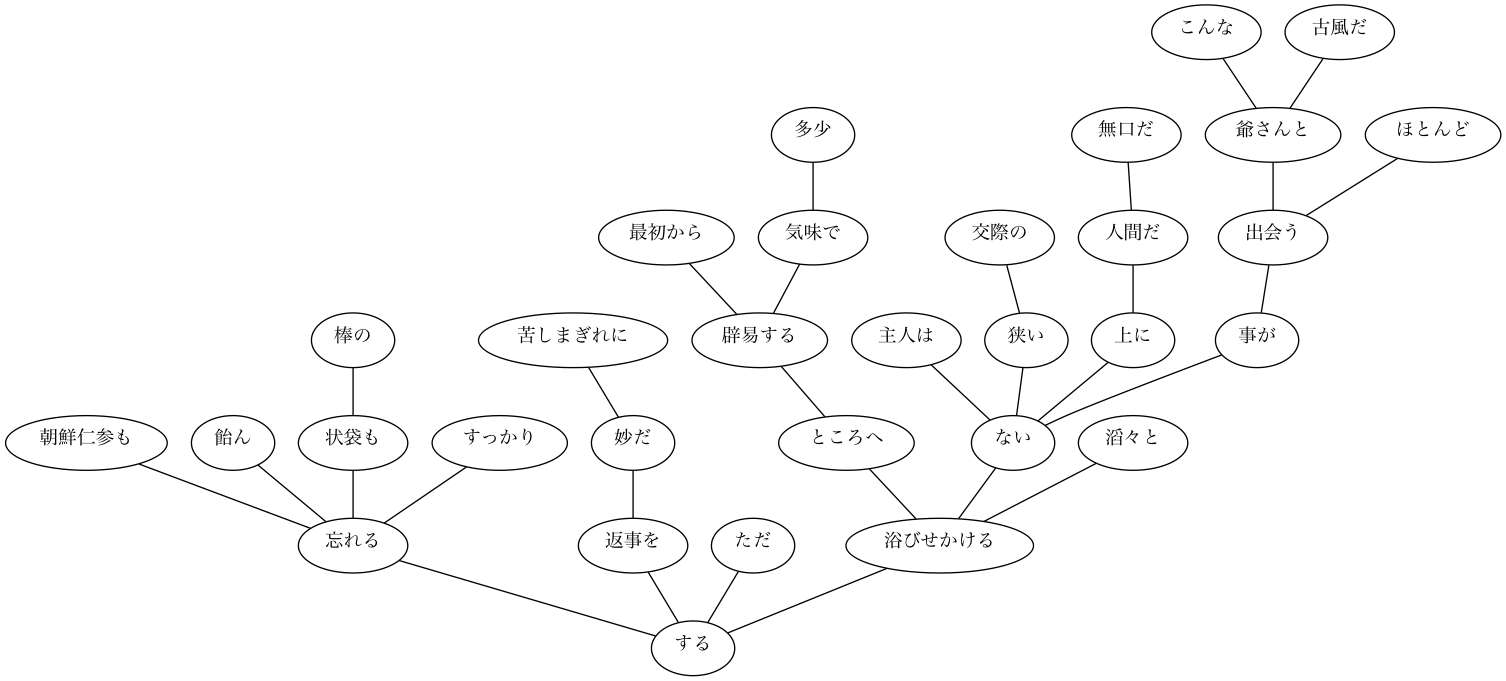 こんな
古風だ
多少
無口だ
爺さんと
ほとんど
最初から
気味で
交際の
人間だ
出会う
棒の
苦しまぎれに
辟易する
主人は
狭い
上に
事が
朝鮮仁参も
飴ん
状袋も
すっかり
妙だ
ところへ
ない
滔々と
忘れる
返事を
ただ
浴びせかける
する